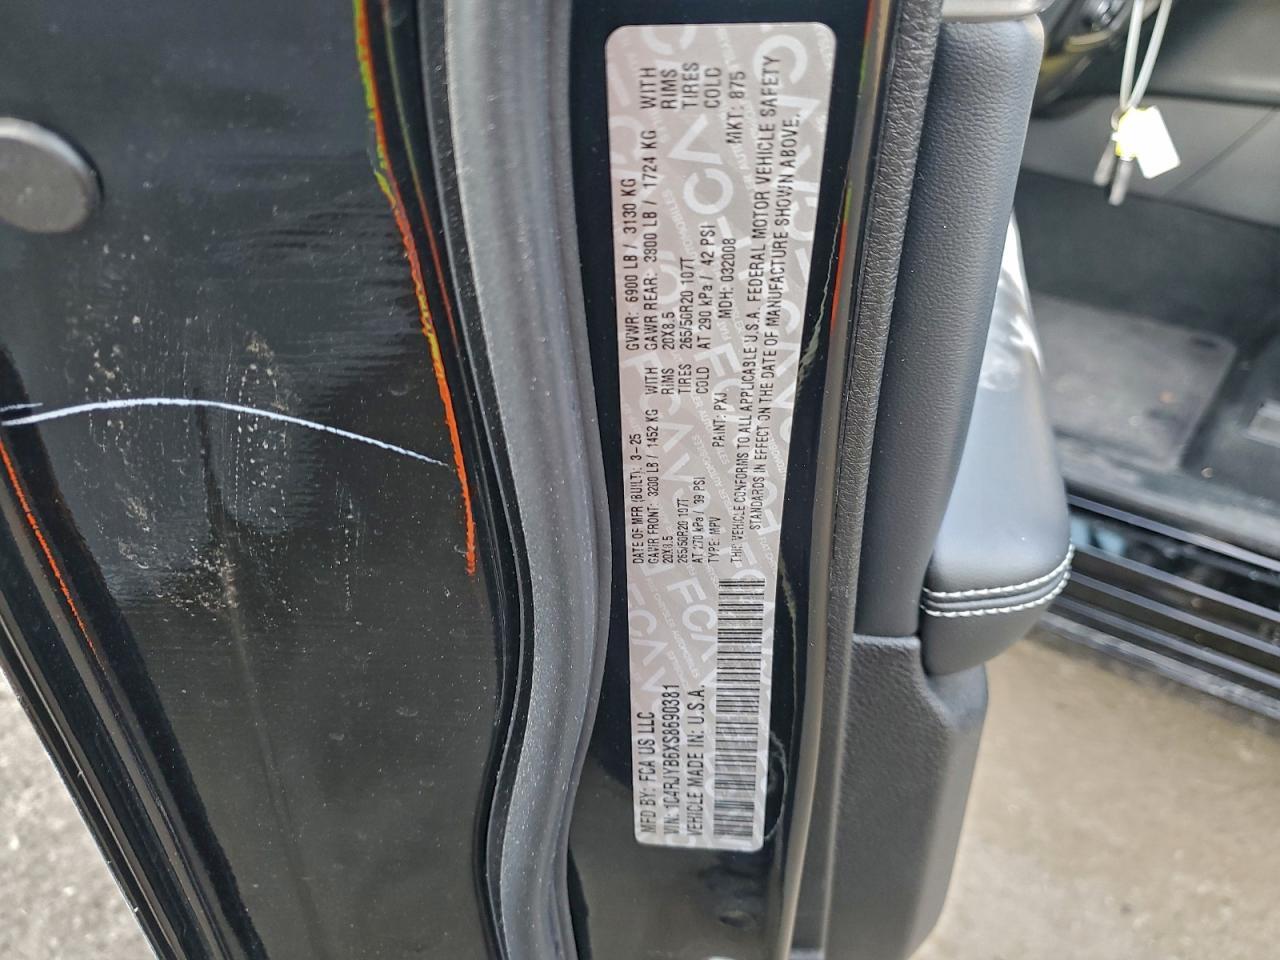 MFD BY: FCA US LLC
DATE OF MFR (BUILT): 3-25
GVWR: 6900 LB / 3130 KG
VIN: 1C4RJYB6XS8690381
GAWR FRONT: 3200 LB / 1452 KG WITH
GAWR REAR: 3800 LB / 1724 KG WITH
VEHICLE MADE IN: U.S.A.
20X8.5 RIMS
20X8.5 RIMS
265/50R20 107T TIRES
265/50R20 107T TIRES
AT 270 kPa / 39 PSI COLD
AT 290 kPa / 42 PSI COLD
TYPE: MPV
PAINT: PXJ
MDH: 032008
MKT: 875
THIS VEHICLE CONFORMS TO ALL APPLICABLE U.S.A. FEDERAL MOTOR VEHICLE SAFETY
STANDARDS IN EFFECT ON THE DATE OF MANUFACTURE SHOWN ABOVE.